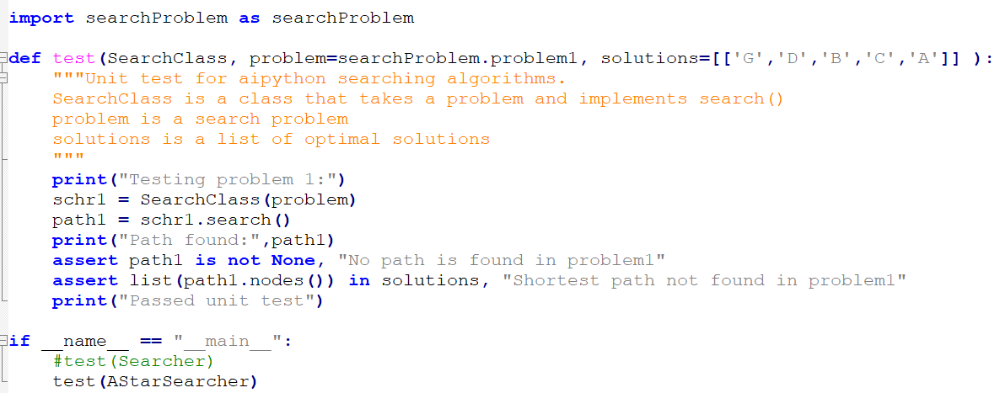 import searchProblem as searchProblem
def test(SearchClass, problem=searchProblem.problem1, solutions=[['G','D','B','C','A']] ):
"""Unit test for aipython searching algorithms.
SearchClass is a class that takes a problem and implements search()
problem is a search problem
solutions is a list of optimal solutions
"""
print("Testing problem 1:")
schr1 = SearchClass(problem)
path1 = schr1.search()
print("Path found:",path1)
assert path1 is not None, "No path is found in problem1"
assert list(path1.nodes()) in solutions, "Shortest path not found in problem1"
print("Passed unit test")
if __name__ == "__main__":
#test(Searcher)
test(AStarSearcher)